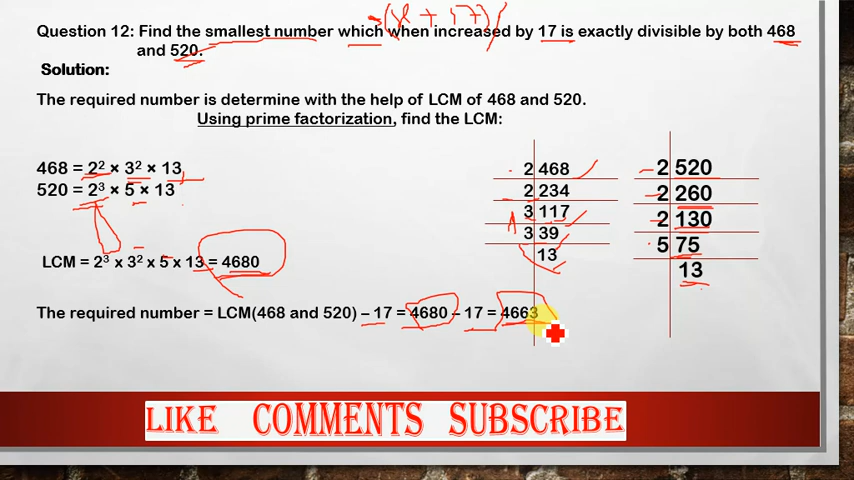 (x + 17)
Question 12: Find the smallest number which when increased by 17 is exactly divisible by both 468
and 520.
Solution:
The required number is determine with the help of LCM of 468 and 520.
Using prime factorization, find the LCM:
468 = 2² × 3² × 13
520 = 2³ × 5 × 13
LCM = 2³ x 3² x 5 x 13 = 4680
The required number = LCM(468 and 520) – 17 = 4680 – 17 = 4663
2 468
2 234
3 117
3 39
13
2 520
2 260
2 130
5 75
13
LIKE COMMENTS SUBSCRIBE